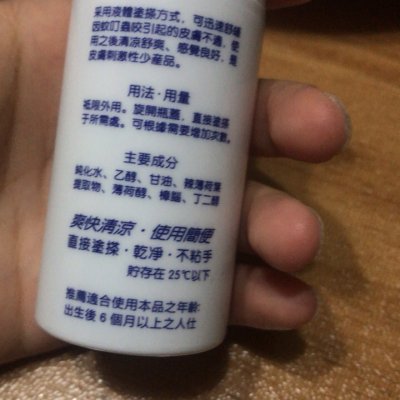 採用液體塗搽方式，可迅速舒緩
因蚊叮蟲咬引起的皮膚不適，使
用之後清涼舒爽、感覺良好，是
皮膚刺激性少產品。
用法·用量
祗限外用。旋開瓶蓋，直接塗搽
于所需處。可根據需要增加次數。
主要成分
純化水、乙醇、甘油、辣薄荷葉
提取物、薄荷醇、樟腦、丁二醇
爽快清涼·使用簡便
直接塗搽·乾淨·不粘手
貯存在25℃以下
推薦適合使用本品之年齡:
出生後6個月以上之人仕